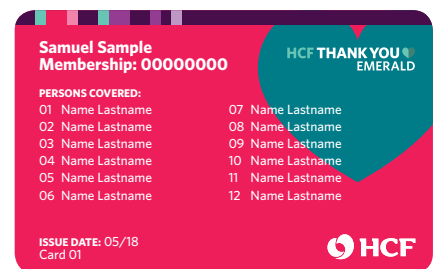 HCF THANK YOU
EMERALD
Samuel Sample
Membership: 00000000
PERSONS COVERED:
01 Name Lastname
02 Name Lastname
03 Name Lastname
04 Name Lastname
05 Name Lastname
06 Name Lastname
07 Name Lastname
08 Name Lastname
09 Name Lastname
10 Name Lastname
11 Name Lastname
12 Name Lastname
ISSUE DATE: 05/18
Card 01
HCF